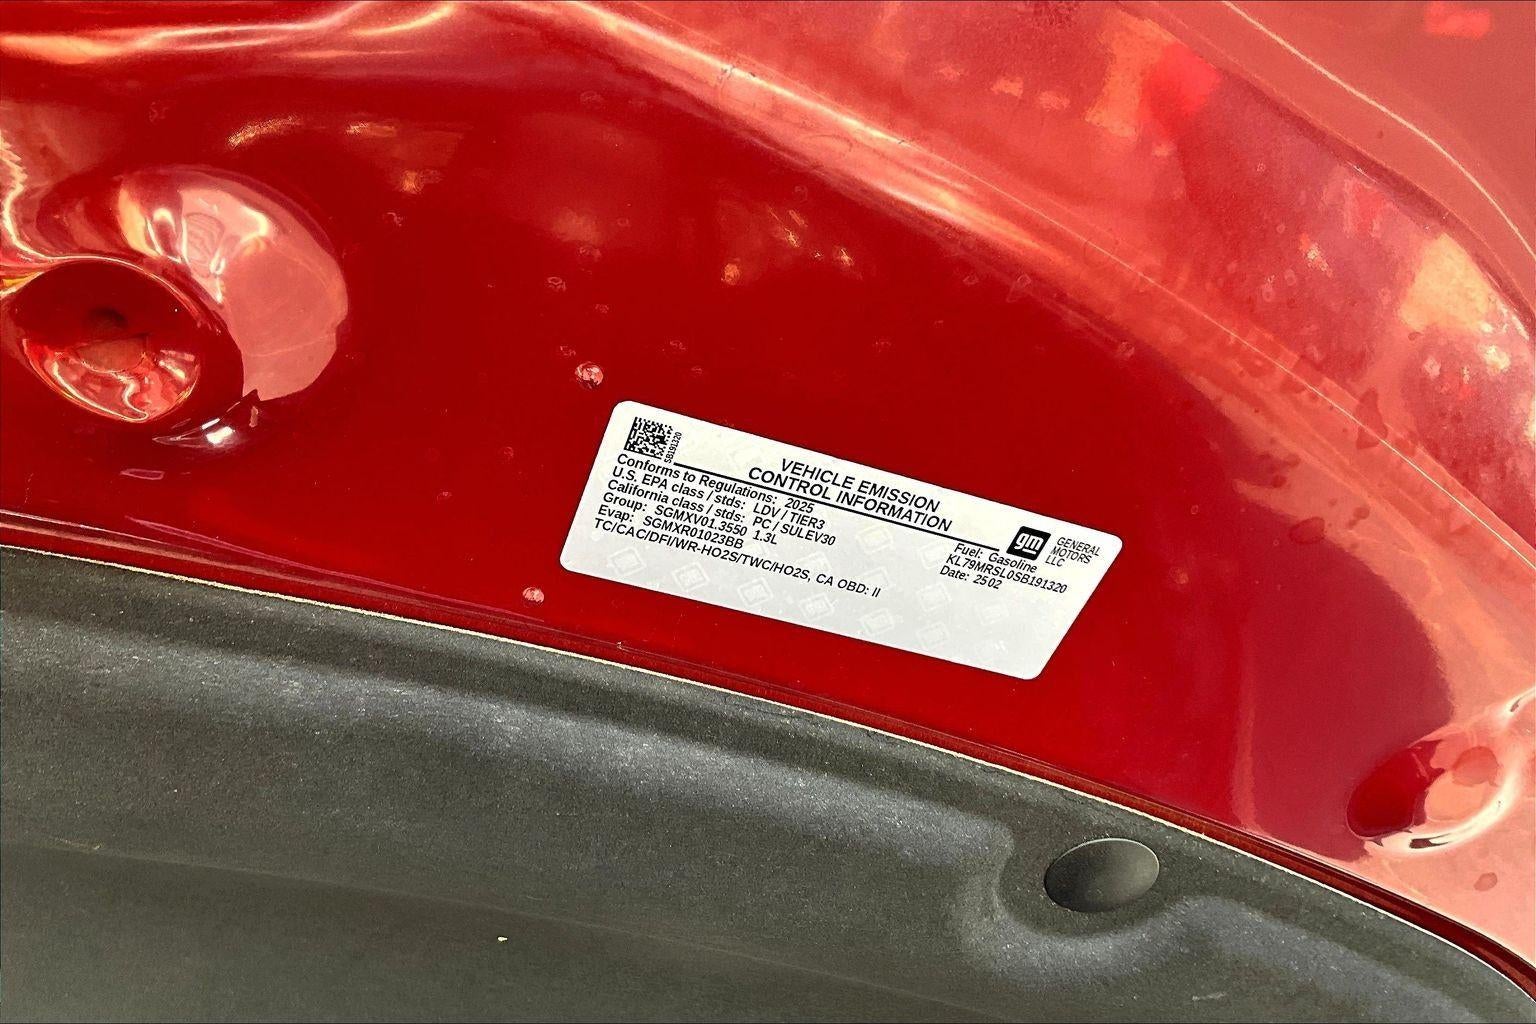 SB191320
VEHICLE EMISSION
CONTROL INFORMATION
Conforms to Regulations: 2025
U.S. EPA class / stds: LDV / TIER3
California class / stds: PC / SULEV30
Group: SGMXV01.3550 1.3L
Evap: SGMXR01023BB
TC/CAC/DFI/WR-HO2S/TWC/HO2S, CA OBD: II
gm
GENERAL
MOTORS
LLC
Fuel: Gasoline
KL79MRSL0SB191320
Date: 2502